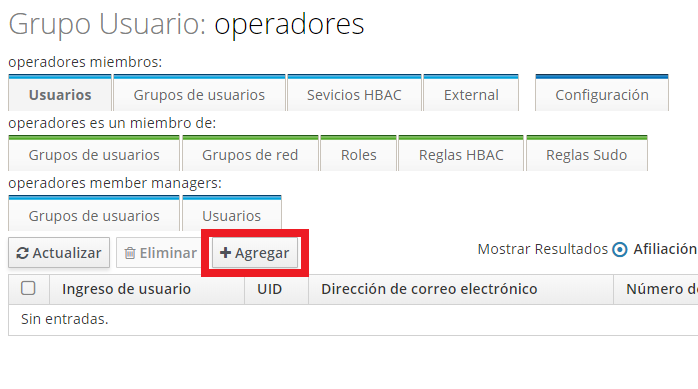 Grupo Usuario: operadores
operadores miembros:
Usuarios Grupos de usuarios Sevicios HBAC External Configuración
operadores es un miembro de:
Grupos de usuarios Grupos de red Roles Reglas HBAC Reglas Sudo
operadores member managers:
Grupos de usuarios Usuarios
Actualizar Eliminar Agregar Mostrar Resultados Afiliación
Ingreso de usuario UID Dirección de correo electrónico Número de
Sin entradas.